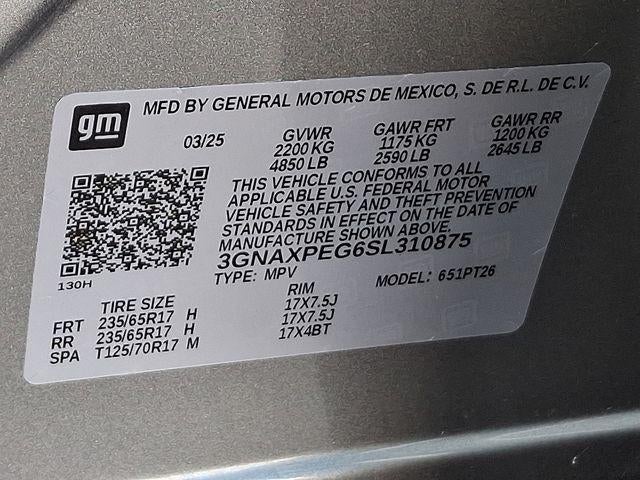 gm
MFD BY GENERAL MOTORS DE MEXICO, S. DE R.L. DE C.V.
03/25 GVWR GAWR FRT GAWR RR
2200 KG 1175 KG 1200 KG
4850 LB 2590 LB 2645 LB
THIS VEHICLE CONFORMS TO ALL
APPLICABLE U.S. FEDERAL MOTOR
VEHICLE SAFETY AND THEFT PREVENTION
STANDARDS IN EFFECT ON THE DATE OF
MANUFACTURE SHOWN ABOVE.
3GNAXPEG6SL310875
130H
TYPE: MPV MODEL: 651PT26
TIRE SIZE RIM
FRT 235/65R17 H 17X7.5J
RR 235/65R17 H 17X7.5J
SPA T125/70R17 M 17X4BT